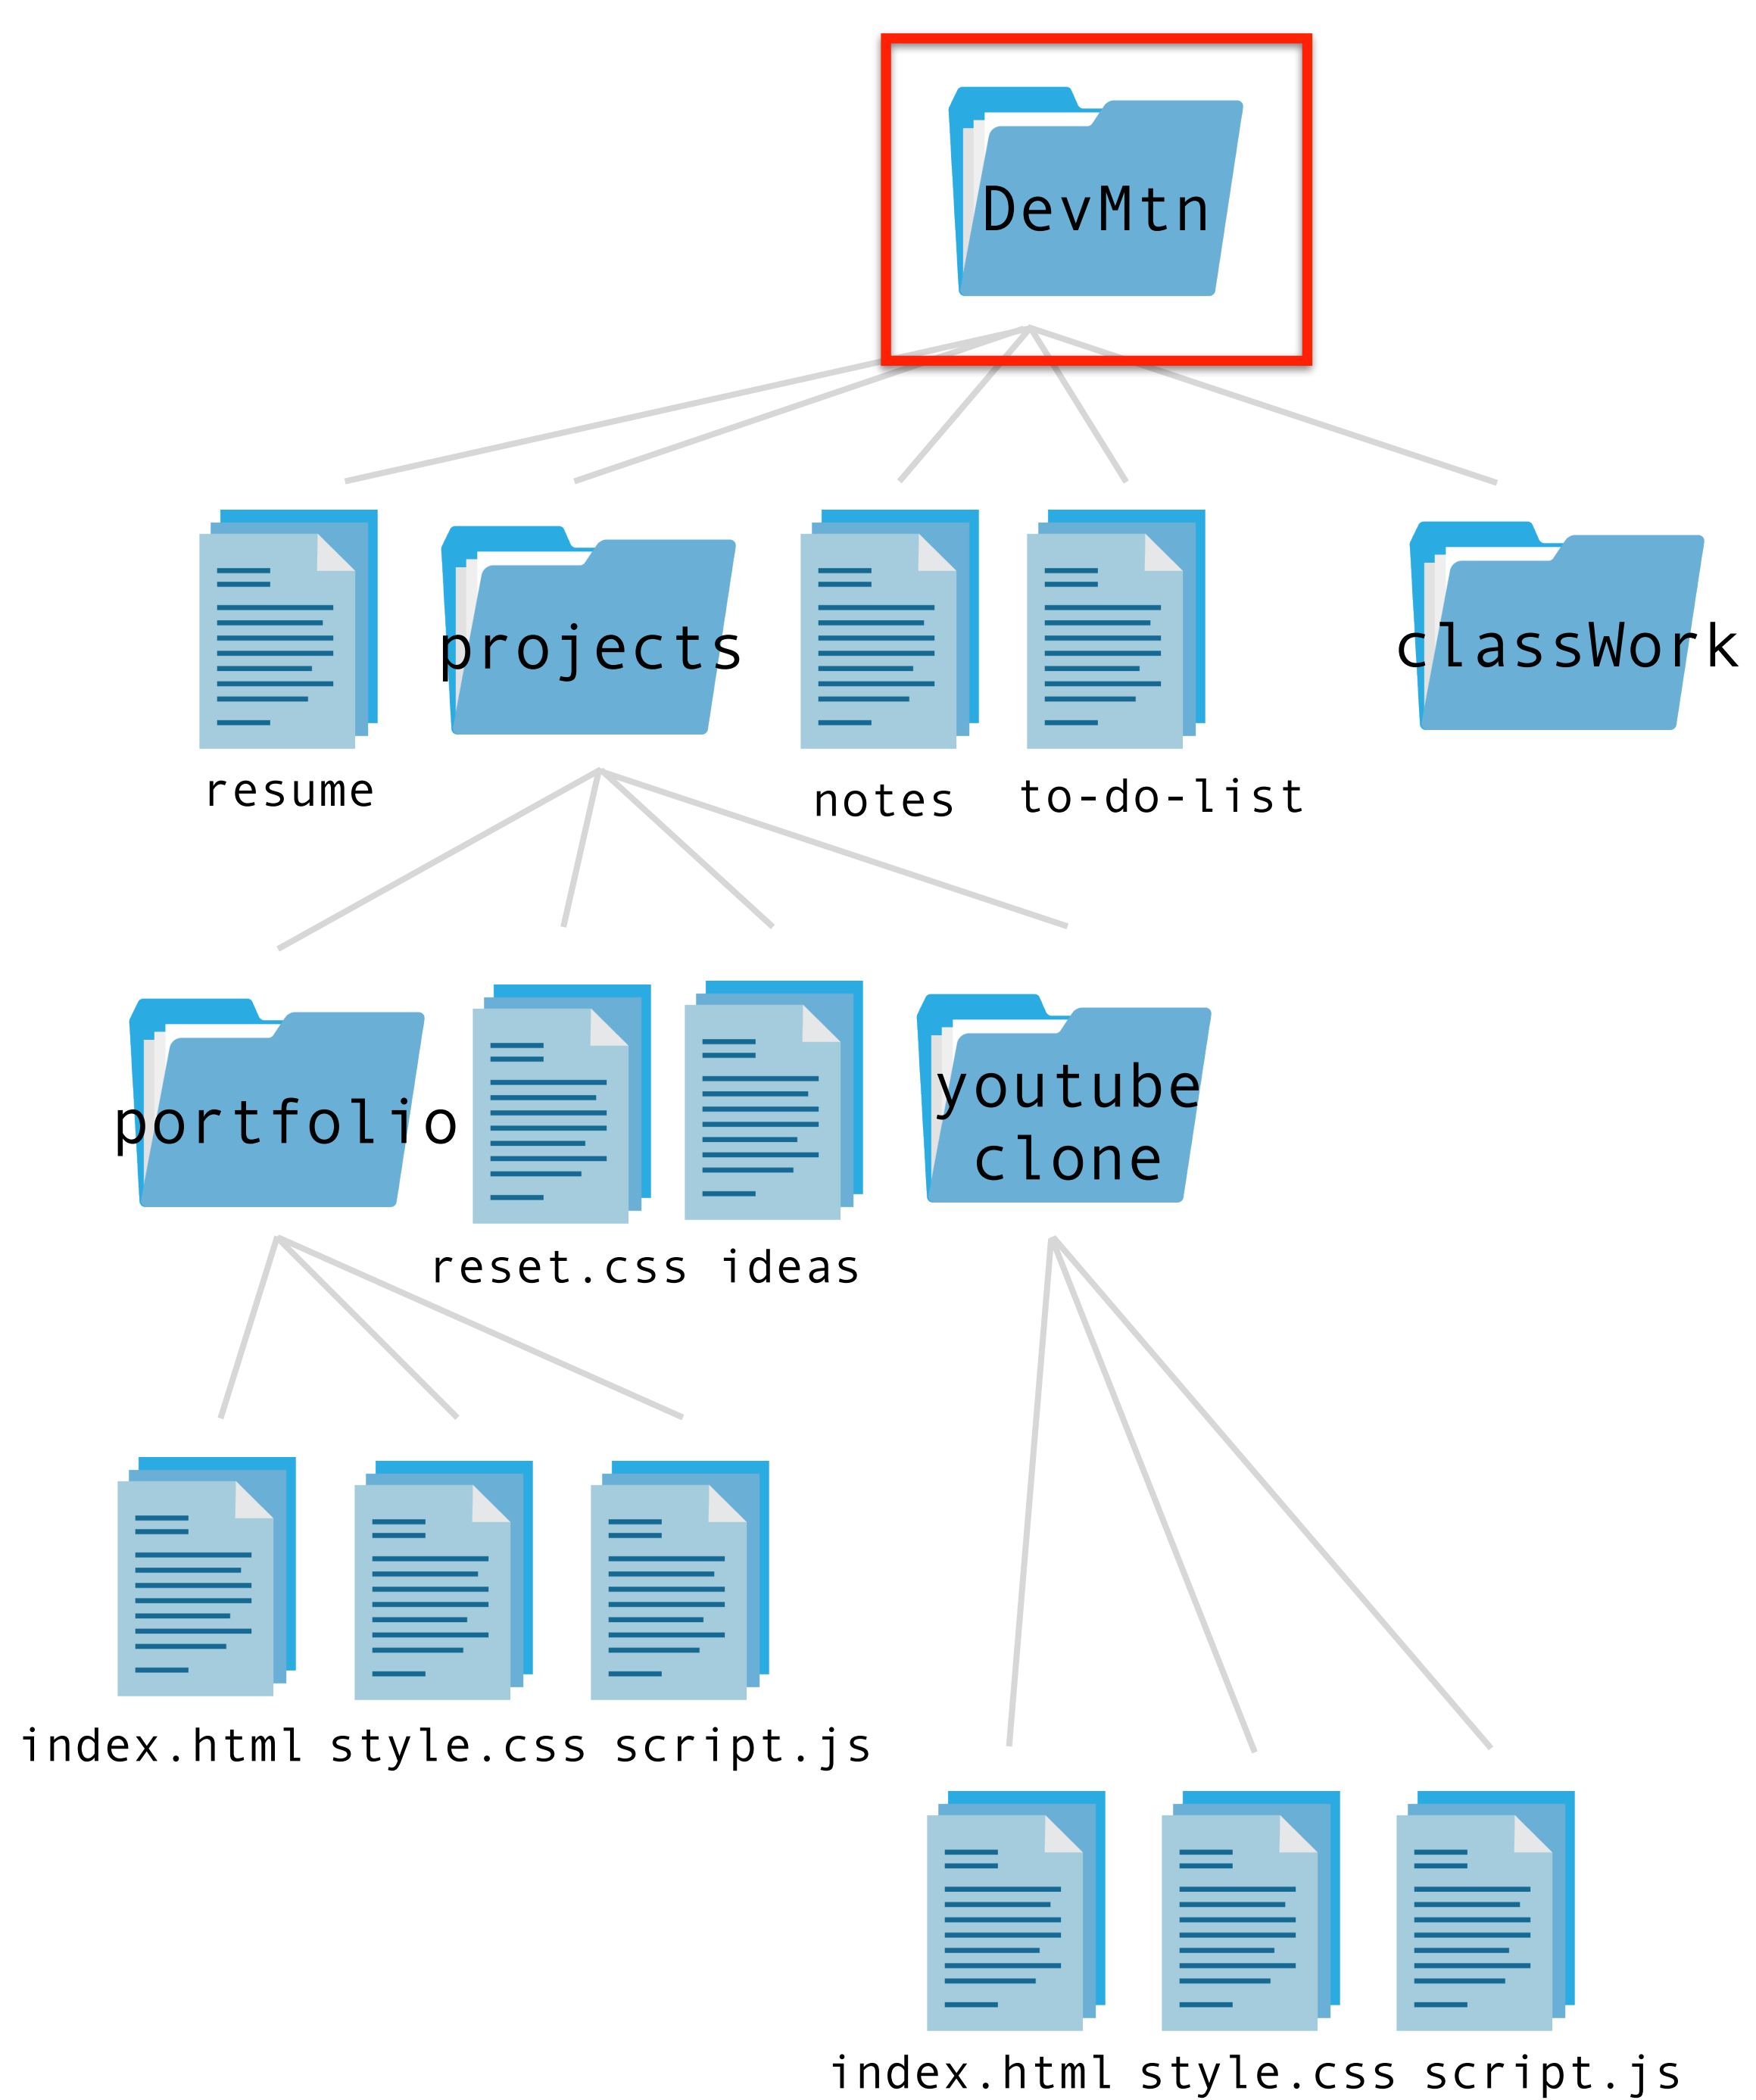 DevMtn
projects
classWork
resume
notes
to-do-list
portfolio
youtube
clone
reset.css
ideas
index.html
style.css
script.js
index.html
style.css
script.js